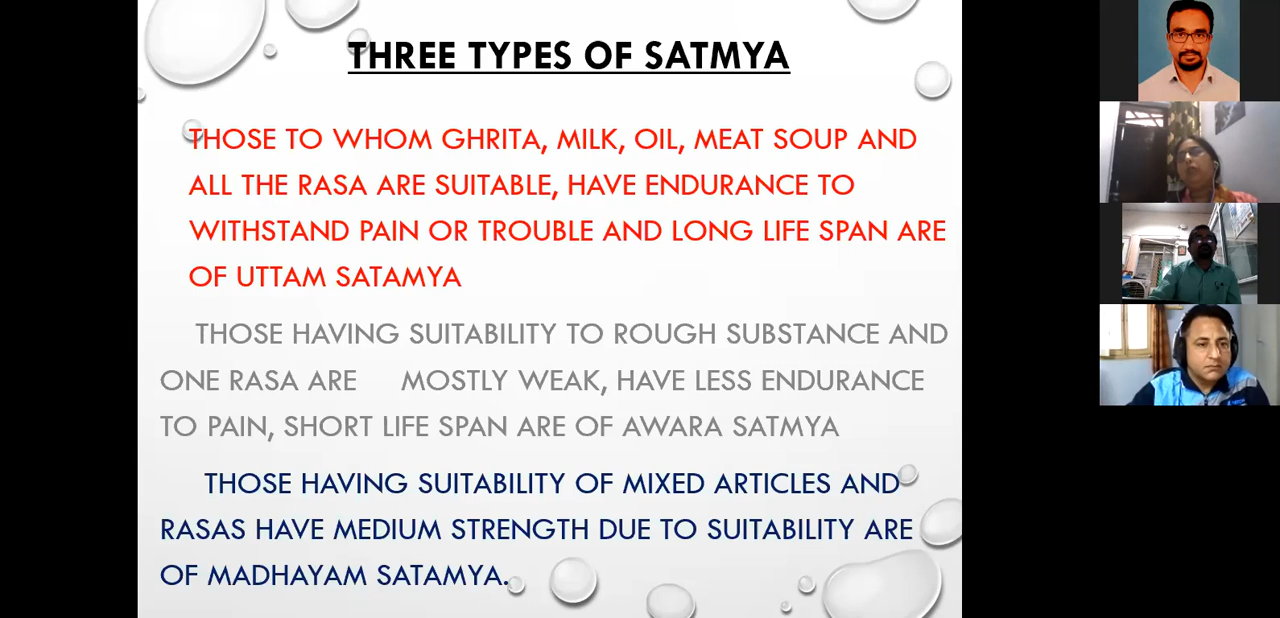 THREE TYPES OF SATMYA
THOSE TO WHOM GHRITA, MILK, OIL, MEAT SOUP AND
ALL THE RASA ARE SUITABLE, HAVE ENDURANCE TO
WITHSTAND PAIN OR TROUBLE AND LONG LIFE SPAN ARE
OF UTTAM SATAMYA
THOSE HAVING SUITABILITY TO ROUGH SUBSTANCE AND
ONE RASA ARE MOSTLY WEAK, HAVE LESS ENDURANCE
TO PAIN, SHORT LIFE SPAN ARE OF AWARA SATMYA
THOSE HAVING SUITABILITY OF MIXED ARTICLES AND
RASAS HAVE MEDIUM STRENGTH DUE TO SUITABILITY ARE
OF MADHAYAM SATAMYA.